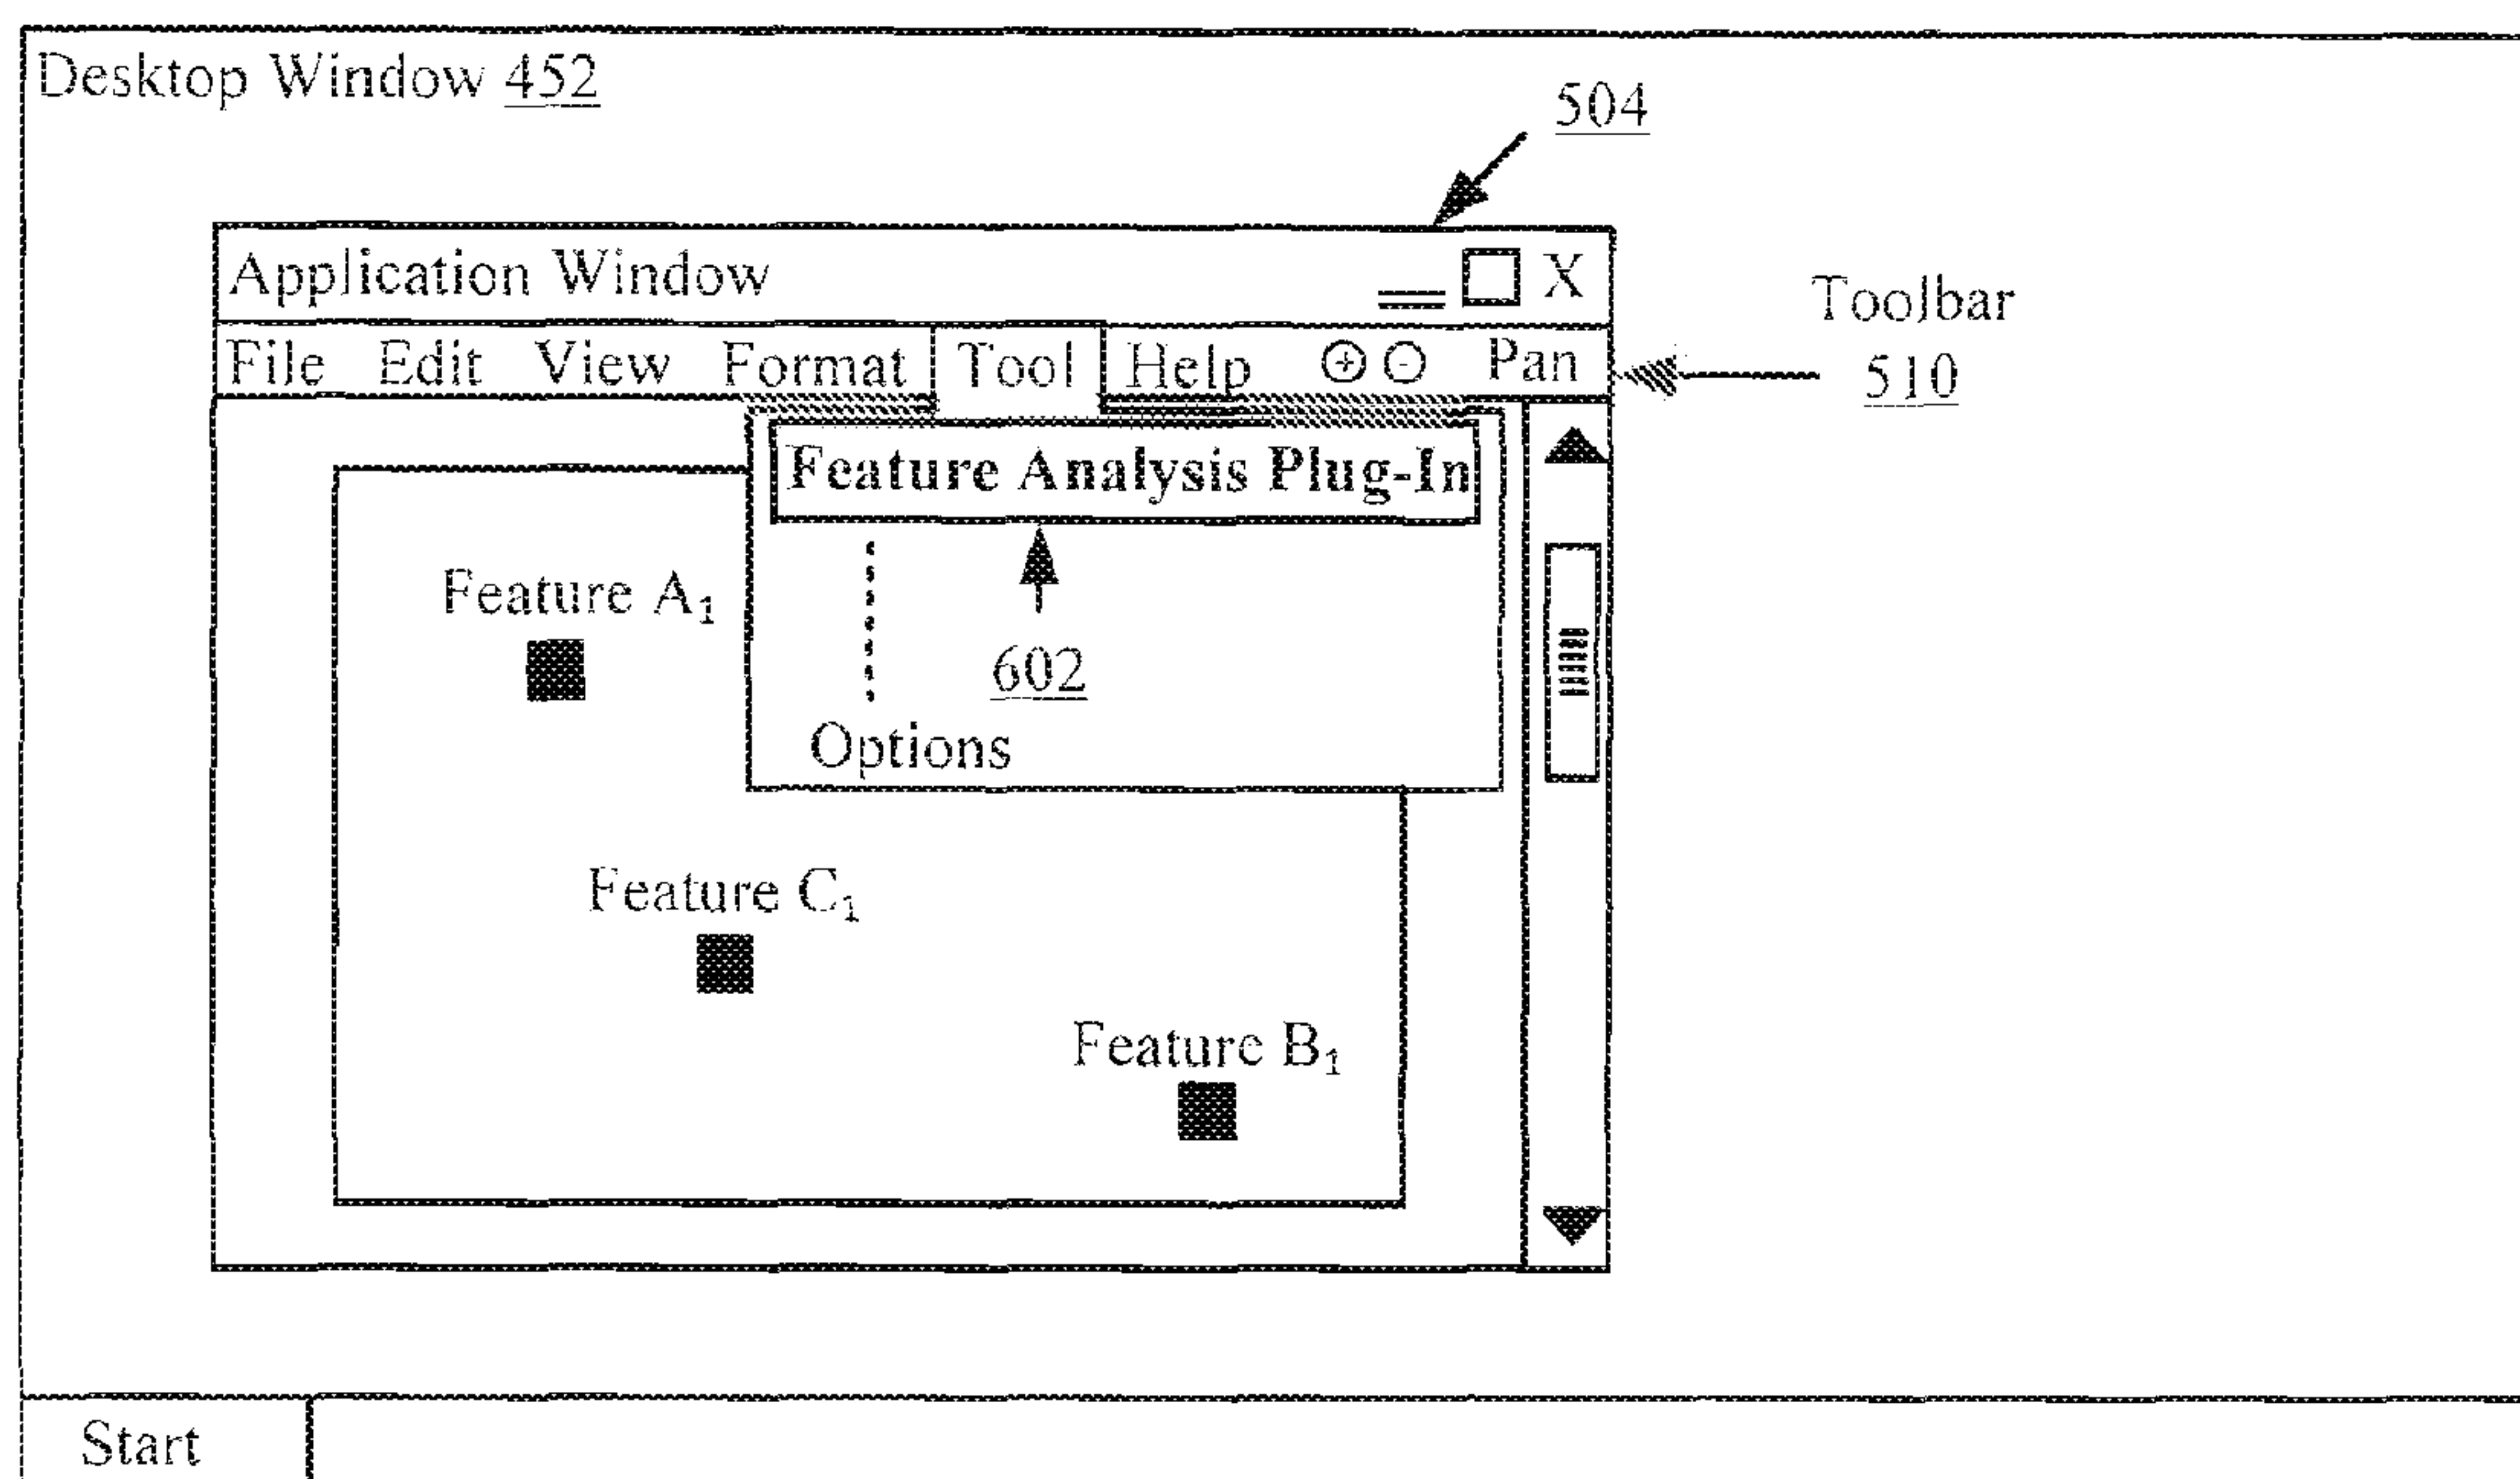 Desktop Window 452
504
Application Window X
Toolbar
File Edit View Format Tool Help + - Pan
510
Feature Analysis Plug-In
Feature A₁
602
Options
Feature C₁
Feature B₁
Start